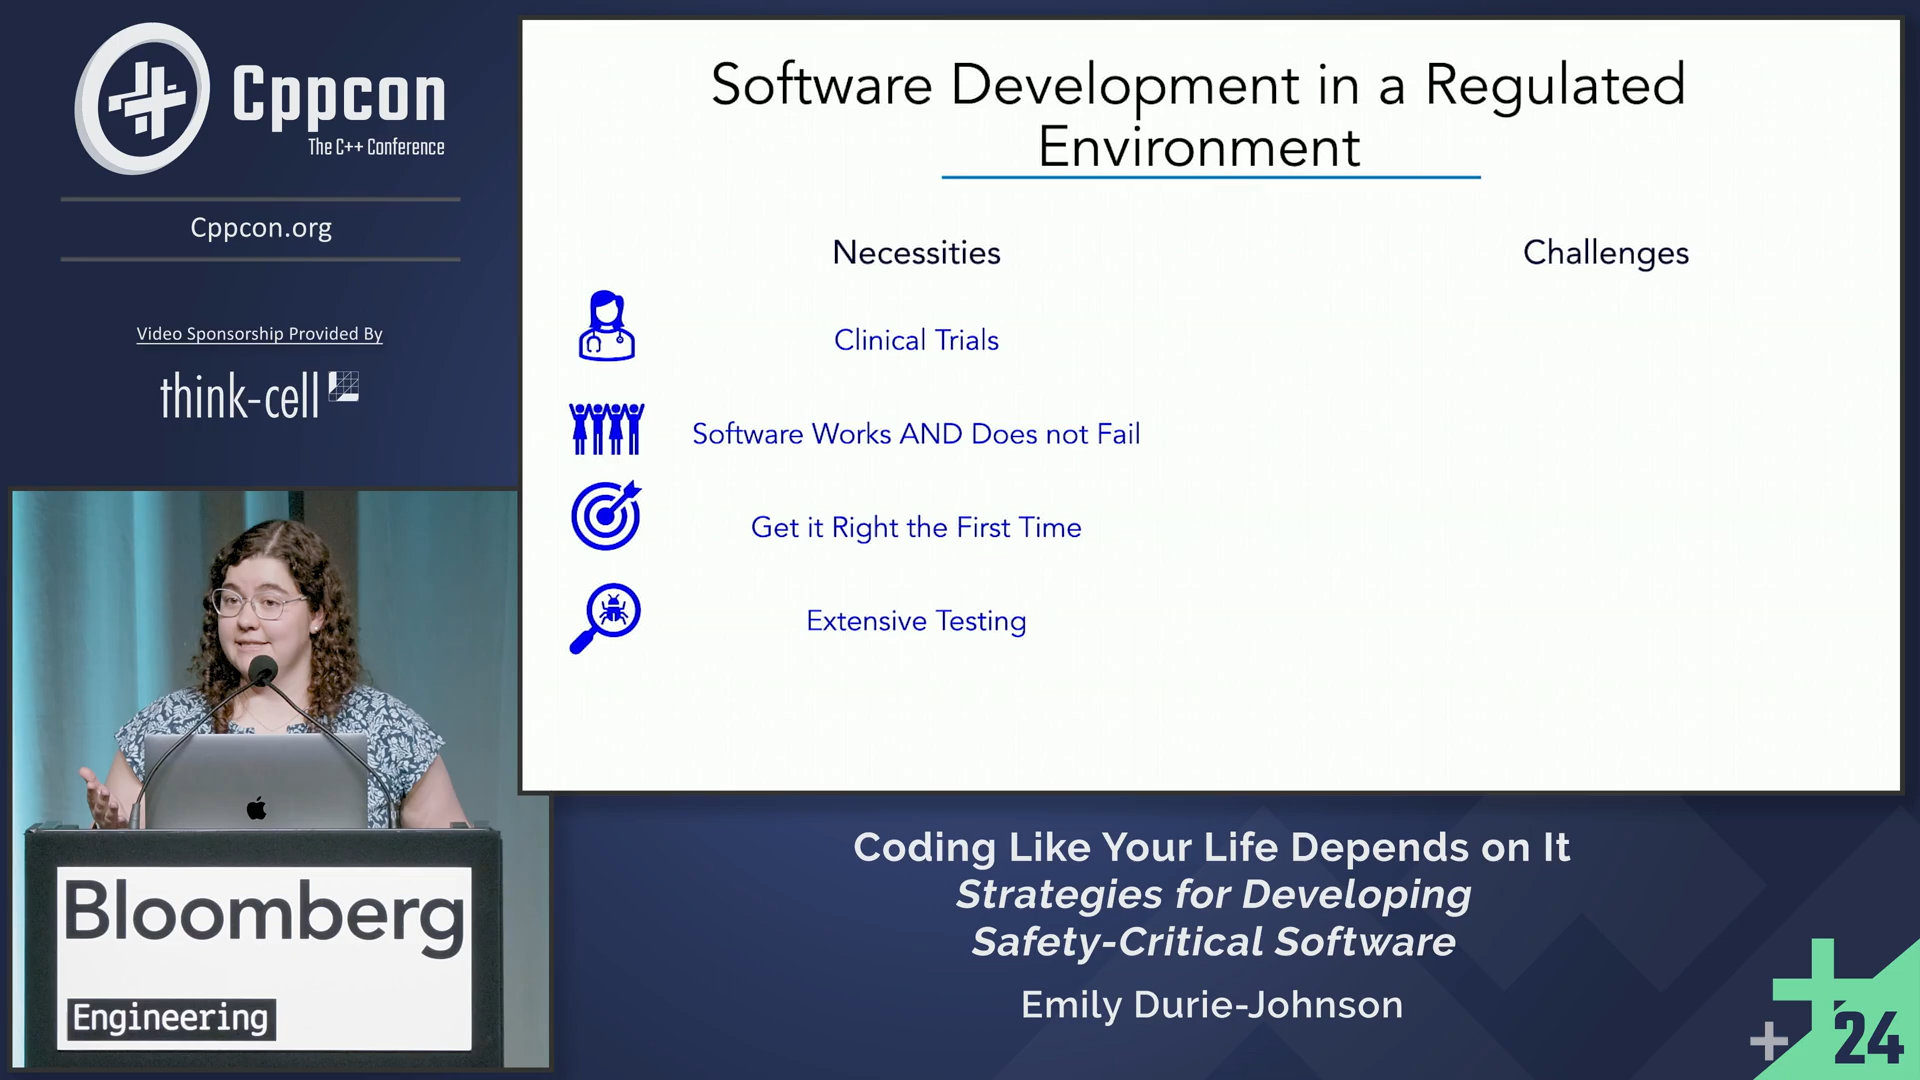 Cppcon
The C++ Conference
Cppcon.org
Video Sponsorship Provided By
think-cell
Software Development in a Regulated
Environment
Necessities
Challenges
Clinical Trials
Software Works AND Does not Fail
Get it Right the First Time
Extensive Testing
Bloomberg
Engineering
Coding Like Your Life Depends on It
Strategies for Developing
Safety-Critical Software
Emily Durie-Johnson
24